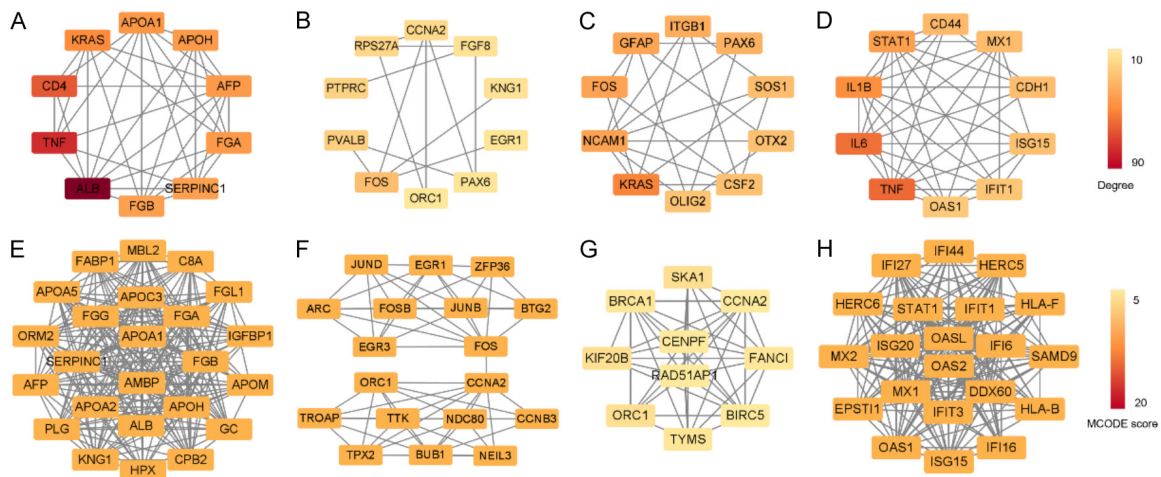 A
APOA1
KRAS
APOH
CD4
AFP
TNF
FGA
ALB
SERPINC1
FGB
B
CCNA2
RPS27A
FGF8
PTPRC
KNG1
PVALB
EGR1
FOS
PAX6
ORC1
C
ITGB1
GFAP
PAX6
FOS
SOS1
NCAM1
OTX2
KRAS
CSF2
OLIG2
D
CD44
STAT1
MX1
IL1B
CDH1
IL6
ISG15
TNF
IFIT1
OAS1
10
90
Degree
E
MBL2
FABP1
C8A
APOA5
APOC3
FGL1
FGG
FGA
ORM2
APOA1
IGFBP1
SERPINC1
FGB
AFP
AMBP
APOM
APOA2
APOH
PLG
ALB
GC
KNG1
CPB2
HPX
F
JUND
EGR1
ZFP36
ARC
FOSB
JUNB
BTG2
EGR3
FOS
ORC1
CCNA2
TROAP
TTK
NDC80
CCNB3
TPX2
BUB1
NEIL3
G
SKA1
BRCA1
CCNA2
CENPF
KIF20B
FANCI
RAD51AP1
ORC1
BIRC5
TYMS
H
IFI44
IFI27
HERC5
HERC6
STAT1
IFIT1
HLA-F
ISG20
OASL
IFI6
MX2
SAMD9
OAS2
MX1
DDX60
EPSTI1
IFIT3
HLA-B
OAS1
IFI16
ISG15
5
20
MCODE score